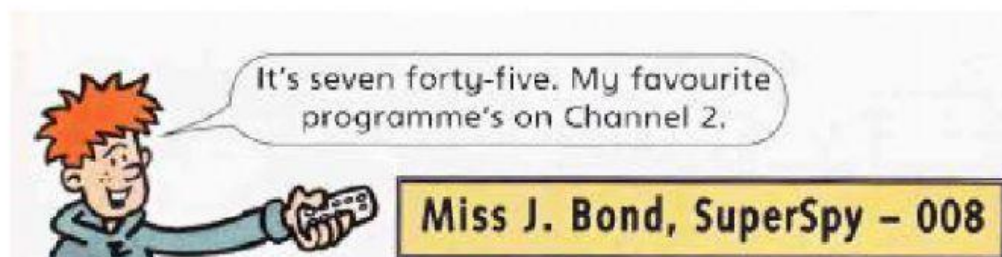 It's seven forty-five. My favourite
programme's on Channel 2.
Miss J. Bond, SuperSpy – 008